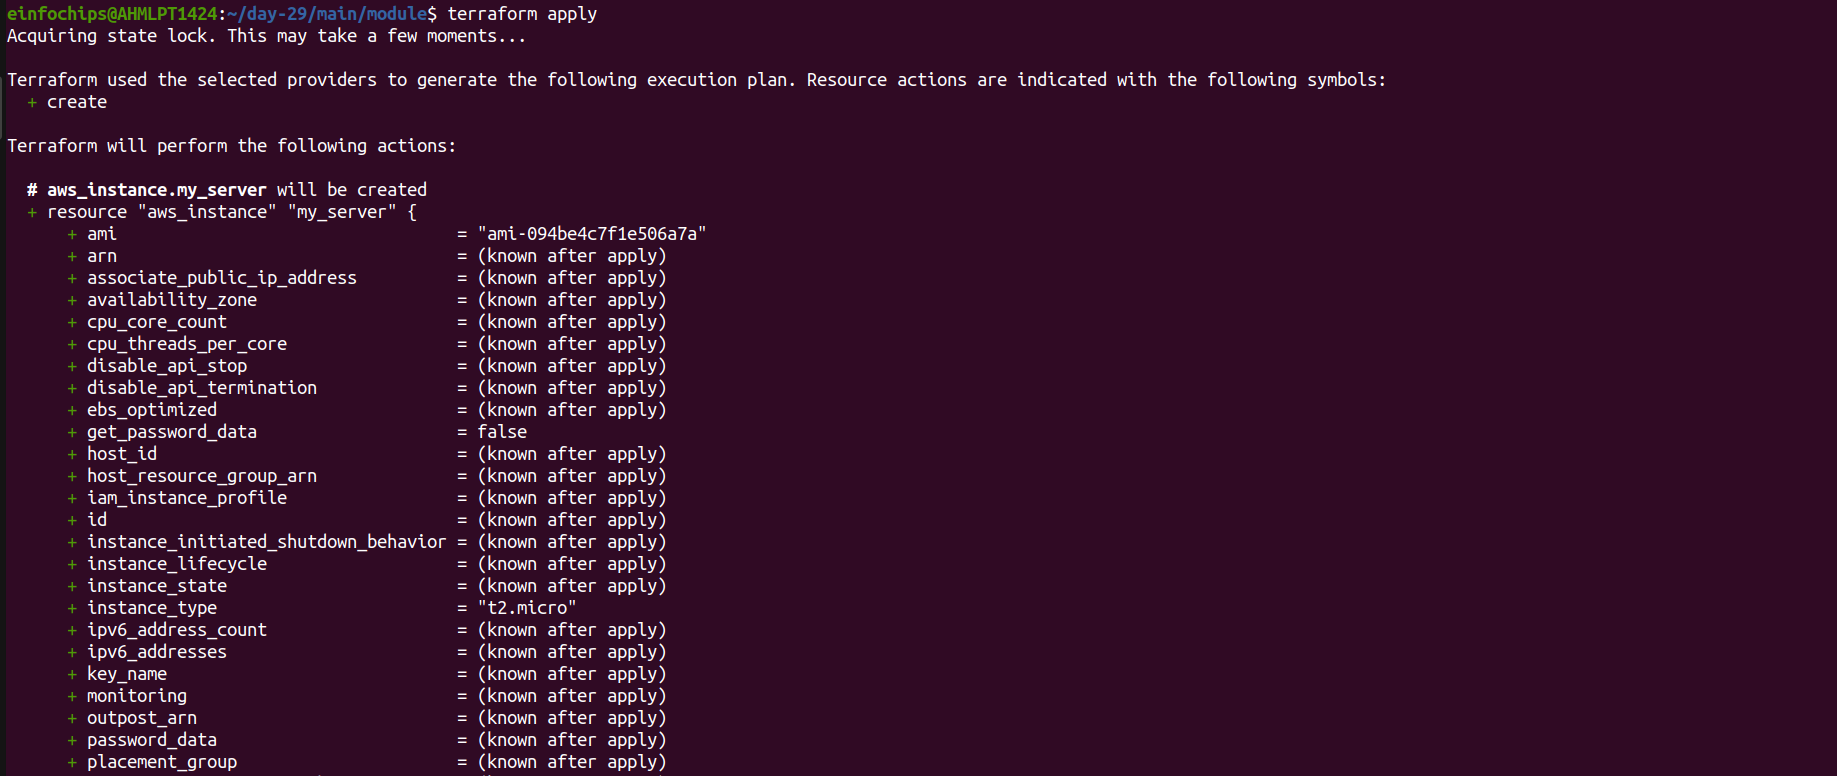 einfochips@AHMLPT1424:~/day-29/main/module$ terraform apply
Acquiring state lock. This may take a few moments...
Terraform used the selected providers to generate the following execution plan. Resource actions are indicated with the following symbols:
+ create
Terraform will perform the following actions:
# aws_instance.my_server will be created
+ resource "aws_instance" "my_server" {
+ ami = "ami-094be4c7f1e506a7a"
+ arn = (known after apply)
+ associate_public_ip_address = (known after apply)
+ availability_zone = (known after apply)
+ cpu_core_count = (known after apply)
+ cpu_threads_per_core = (known after apply)
+ disable_api_stop = (known after apply)
+ disable_api_termination = (known after apply)
+ ebs_optimized = (known after apply)
+ get_password_data = false
+ host_id = (known after apply)
+ host_resource_group_arn = (known after apply)
+ iam_instance_profile = (known after apply)
+ id = (known after apply)
+ instance_initiated_shutdown_behavior = (known after apply)
+ instance_lifecycle = (known after apply)
+ instance_state = (known after apply)
+ instance_type = "t2.micro"
+ ipv6_address_count = (known after apply)
+ ipv6_addresses = (known after apply)
+ key_name = (known after apply)
+ monitoring = (known after apply)
+ outpost_arn = (known after apply)
+ password_data = (known after apply)
+ placement_group = (known after apply)